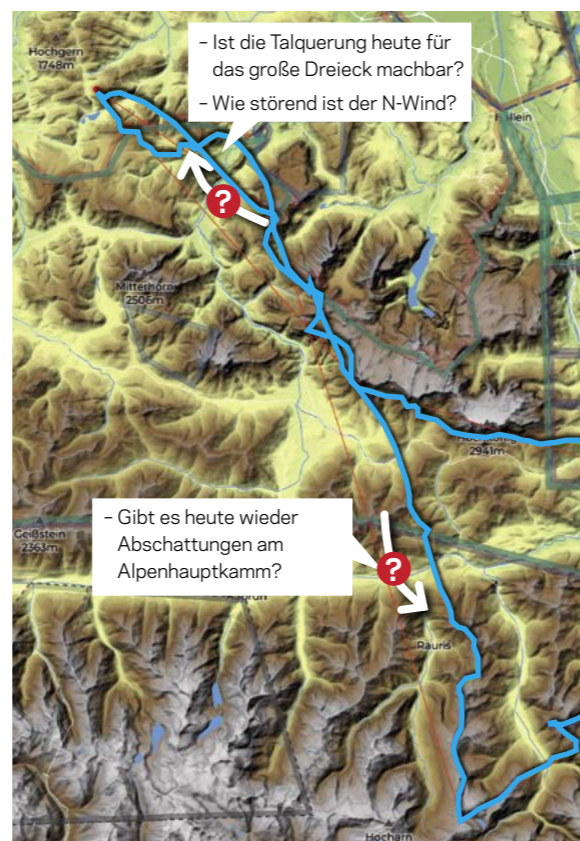 Hochgern
1748m
– Ist die Talquerung heute für
das große Dreieck machbar?
– Wie störend ist der N-Wind?
?
Mitterhorn
2506m
2941m
– Gibt es heute wieder
Abschattungen am
Alpenhauptkamm?
Geißstein
2363m
?
Rauris
Hocharn